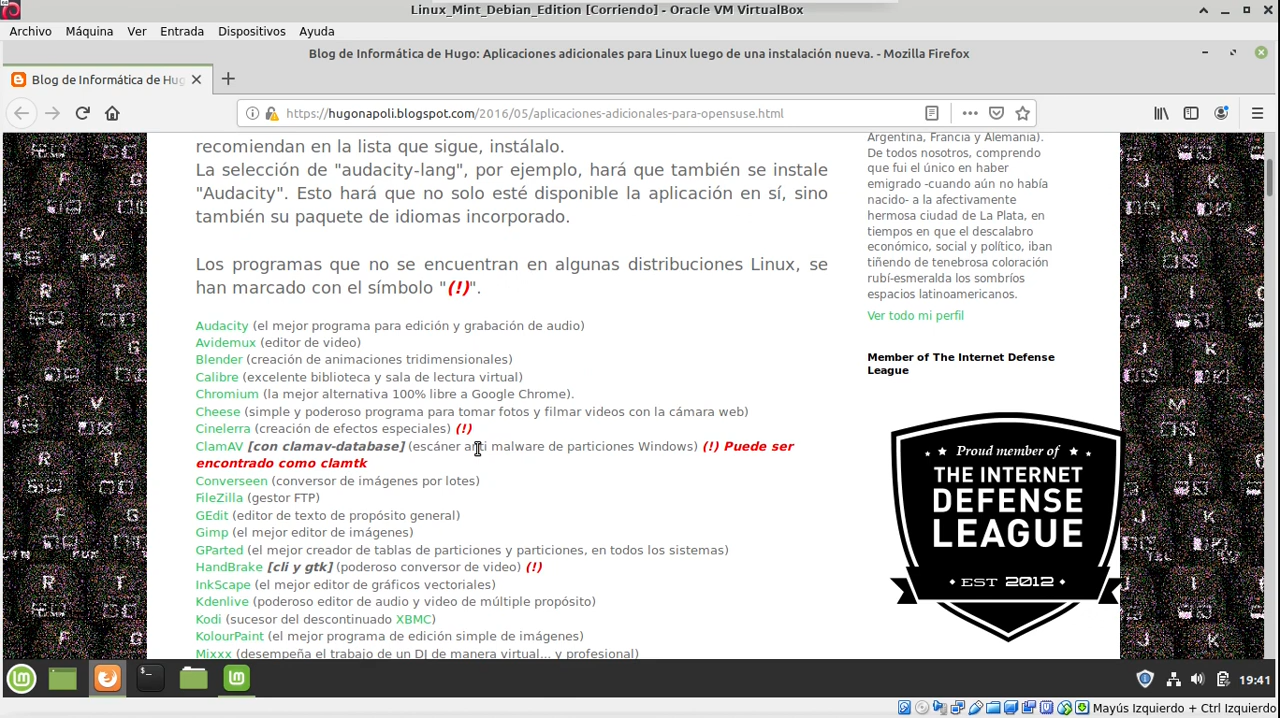 Linux_Mint_Debian_Edition [Corriendo] - Oracle VM VirtualBox
Archivo Máquina Ver Entrada Dispositivos Ayuda
Blog de Informática de Hugo: Aplicaciones adicionales para Linux luego de una instalación nueva. - Mozilla Firefox
Blog de Informática de Hug
https://hugonapoli.blogspot.com/2016/05/aplicaciones-adicionales-para-opensuse.html
recomiendan en la lista que sigue, instálalo.
La selección de "audacity-lang", por ejemplo, hará que también se instale
"Audacity". Esto hará que no solo esté disponible la aplicación en sí, sino
también su paquete de idiomas incorporado.
Los programas que no se encuentran en algunas distribuciones Linux, se
han marcado con el símbolo "(!)".
Audacity (el mejor programa para edición y grabación de audio)
Avidemux (editor de video)
Blender (creación de animaciones tridimensionales)
Calibre (excelente biblioteca y sala de lectura virtual)
Chromium (la mejor alternativa 100% libre a Google Chrome).
Cheese (simple y poderoso programa para tomar fotos y filmar videos con la cámara web)
Cinelerra (creación de efectos especiales) (!)
ClamAV [con clamav-database] (escáner anti malware de particiones Windows) (!) Puede ser
encontrado como clamtk
Converseen (conversor de imágenes por lotes)
FileZilla (gestor FTP)
GEdit (editor de texto de propósito general)
Gimp (el mejor editor de imágenes)
GParted (el mejor creador de tablas de particiones y particiones, en todos los sistemas)
HandBrake [cli y gtk] (poderoso conversor de video) (!)
InkScape (el mejor editor de gráficos vectoriales)
Kdenlive (poderoso editor de audio y video de múltiple propósito)
Kodi (sucesor del descontinuado XBMC)
KolourPaint (el mejor programa de edición simple de imágenes)
Mixxx (desempeña el trabajo de un DJ de manera virtual... y profesional)
Argentina, Francia y Alemania).
De todos nosotros, comprendo
que fui el único en haber
emigrado -cuando aún no había
nacido- a la afectivamente
hermosa ciudad de La Plata, en
tiempos en que el descalabro
económico, social y político, iban
tiñendo de tenebrosa coloración
rubí-esmeralda los sombríos
espacios latinoamericanos.
Ver todo mi perfil
Member of The Internet Defense
League
Proud member of
THE INTERNET
DEFENSE
LEAGUE
EST 2012
19:41
Mayús Izquierdo + Ctrl Izquierdo